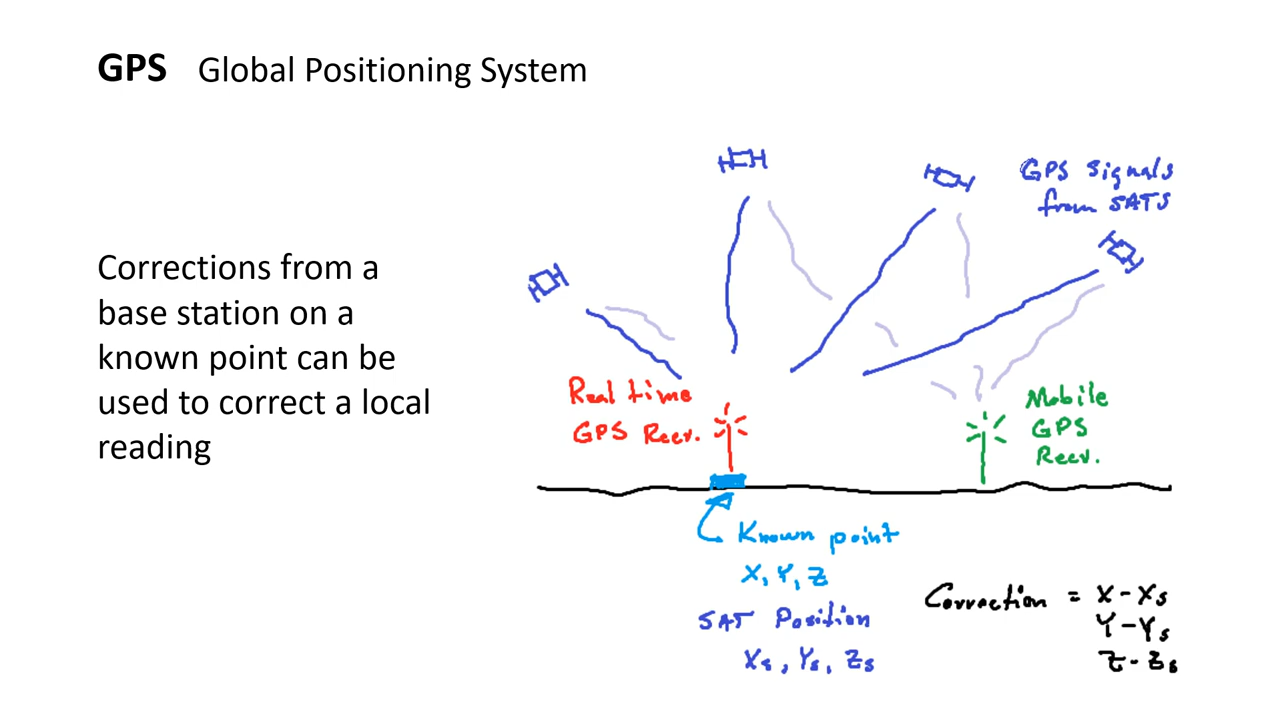 GPS Global Positioning System
GPS Signals
from SATS
Corrections from a
base station on a
known point can be
used to correct a local
reading
Real time
GPS Recv.
Mobile
GPS
Recv.
Known point
X, Y, Z
SAT Position
Xs, Ys, Zs
Correction = X - Xs
Y - Ys
Z - Zs